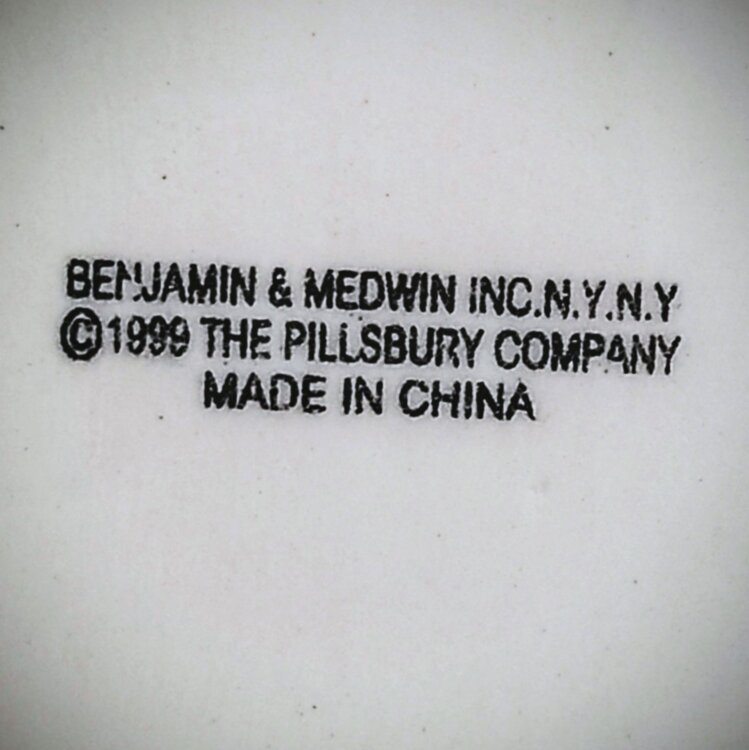 BENJAMIN & MEDWIN INC.N.Y.N.Y
©1999 THE PILLSBURY COMPANY
MADE IN CHINA